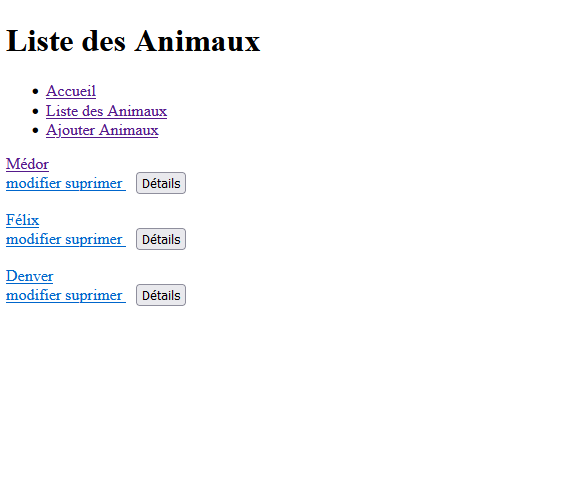 Liste des Animaux
Accueil
Liste des Animaux
Ajouter Animaux
Médor
modifier suprimer Détails
Félix
modifier suprimer Détails
Denver
modifier suprimer Détails